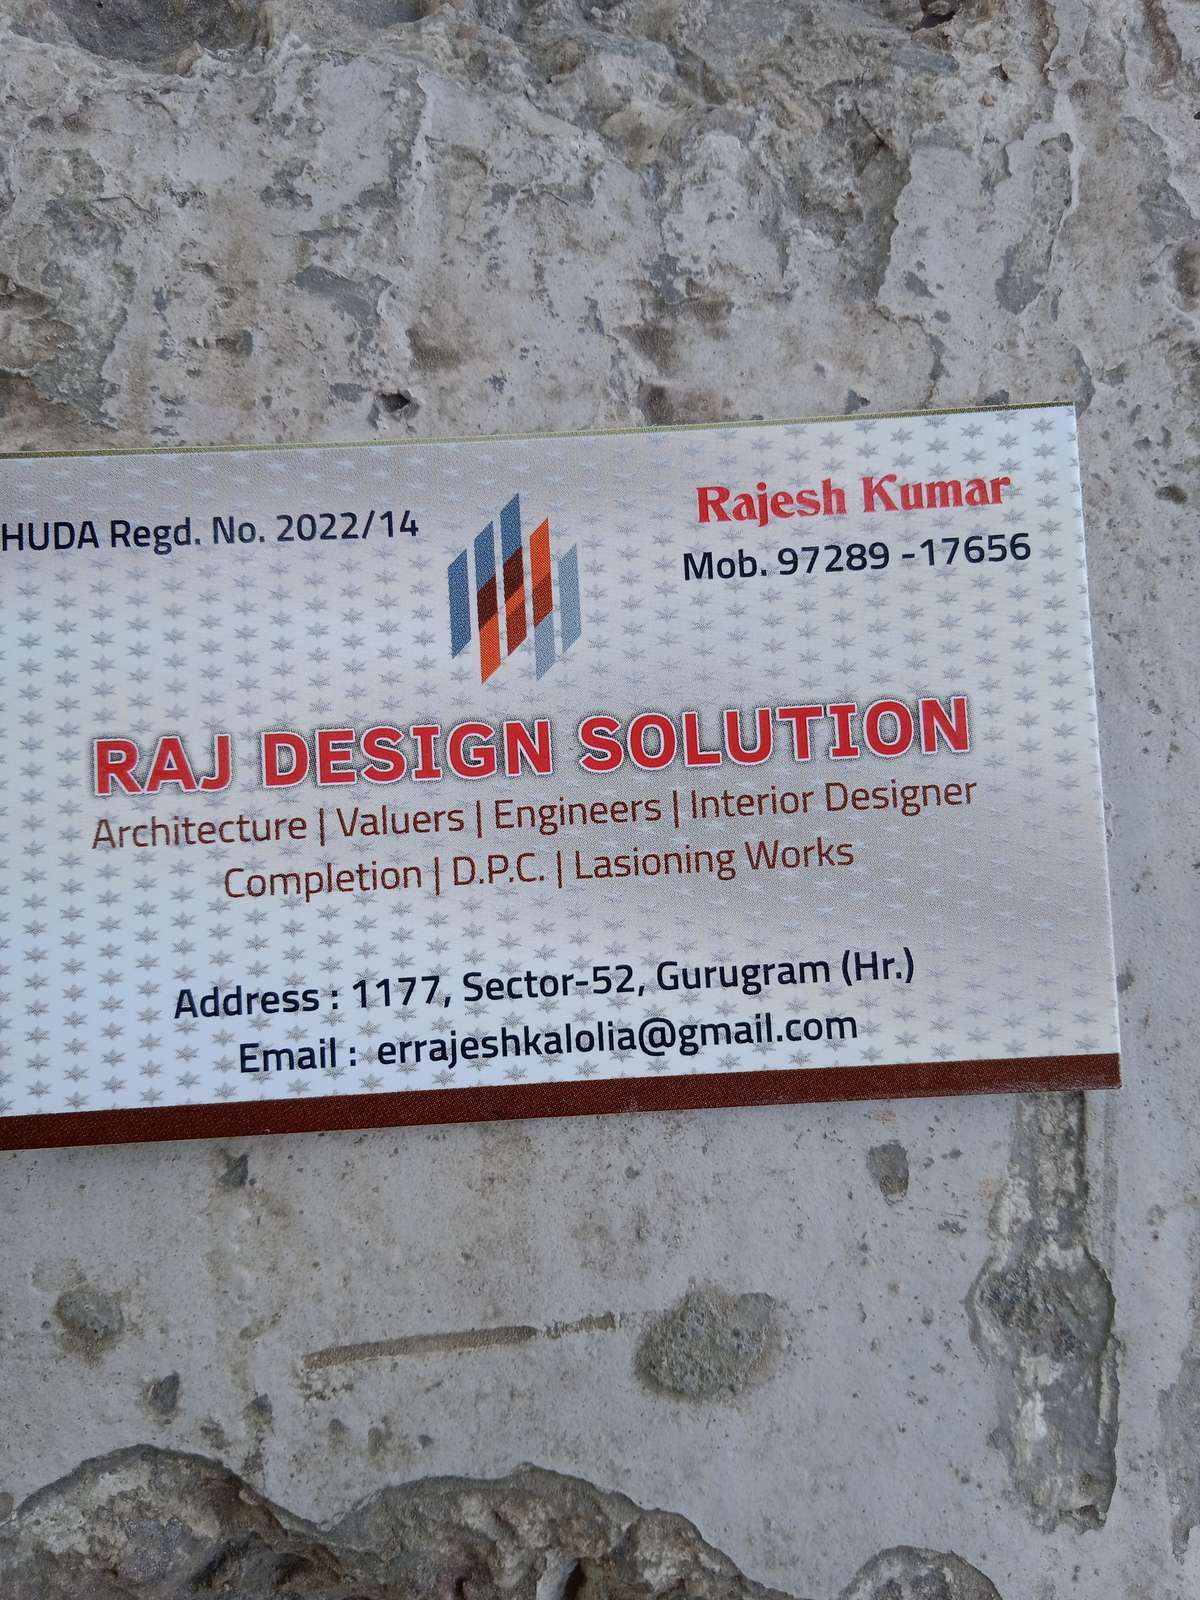 HUDA Regd. No. 2022/14
Rajesh Kumar
Mob. 97289 -17656
RAJ DESIGN SOLUTION
Architecture | Valuers | Engineers | Interior Designer
Completion | D.P.C. | Lasioning Works
Address : 1177, Sector-52, Gurugram (Hr.)
Email : errajeshkalolia@gmail.com